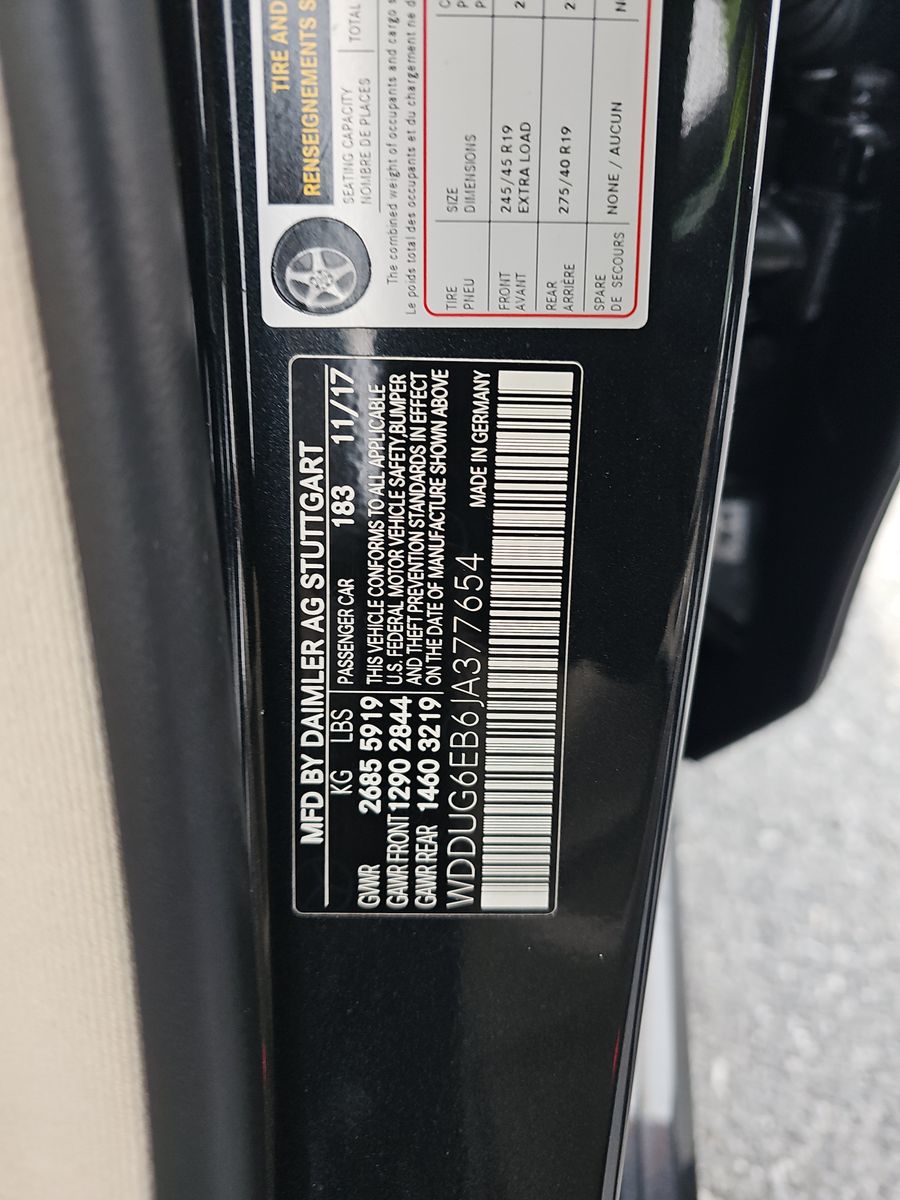 MFD BY DAIMLER AG STUTTGART
KG LBS
GVWR 2685 5919
GAWR FRONT 1290 2844
GAWR REAR 1460 3219
PASSENGER CAR 183 11/17
THIS VEHICLE CONFORMS TO ALL APPLICABLE
U.S. FEDERAL MOTOR VEHICLE SAFETY, BUMPER
AND THEFT PREVENTION STANDARDS IN EFFECT
ON THE DATE OF MANUFACTURE SHOWN ABOVE
WDDUG6EB6JA377654 MADE IN GERMANY
TIRE AND
RENSEIGNEMENTS S
SEATING CAPACITY
NOMBRE DE PLACES
TOTAL
The combined weight of occupants and cargo
Le poids total des occupants et du chargement ne
TIRE SIZE
PNEU DIMENSIONS
FRONT 245/45 R19
AVANT EXTRA LOAD
REAR 275/40 R19
ARRIÈRE
SPARE NONE / AUCUN
DE SECOURS